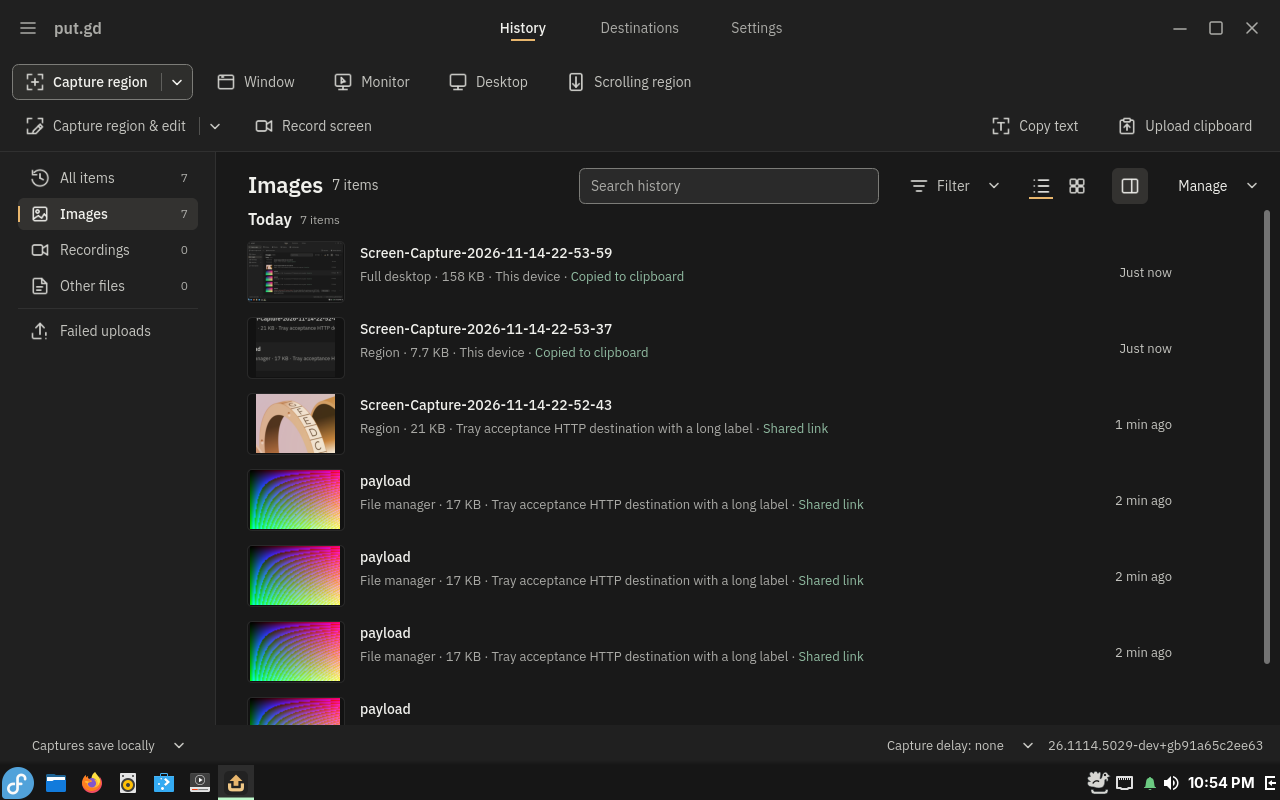 put.gd
History
Destinations
Settings
Capture region
Window
Monitor
Desktop
Scrolling region
Capture region & edit
Record screen
Copy text
Upload clipboard
All items 7
Images 7
Recordings 0
Other files 0
Failed uploads
Images 7 items
Search history
Filter
Manage
Today 7 items
Screen-Capture-2026-11-14-22-53-59
Full desktop · 158 KB · This device · Copied to clipboard
Just now
Screen-Capture-2026-11-14-22-53-37
Region · 7.7 KB · This device · Copied to clipboard
Just now
Screen-Capture-2026-11-14-22-52-43
Region · 21 KB · Tray acceptance HTTP destination with a long label · Shared link
1 min ago
payload
File manager · 17 KB · Tray acceptance HTTP destination with a long label · Shared link
2 min ago
payload
File manager · 17 KB · Tray acceptance HTTP destination with a long label · Shared link
2 min ago
payload
File manager · 17 KB · Tray acceptance HTTP destination with a long label · Shared link
2 min ago
payload
Captures save locally
Capture delay: none
26.1114.5029-dev+gb91a65c2ee63
10:54 PM